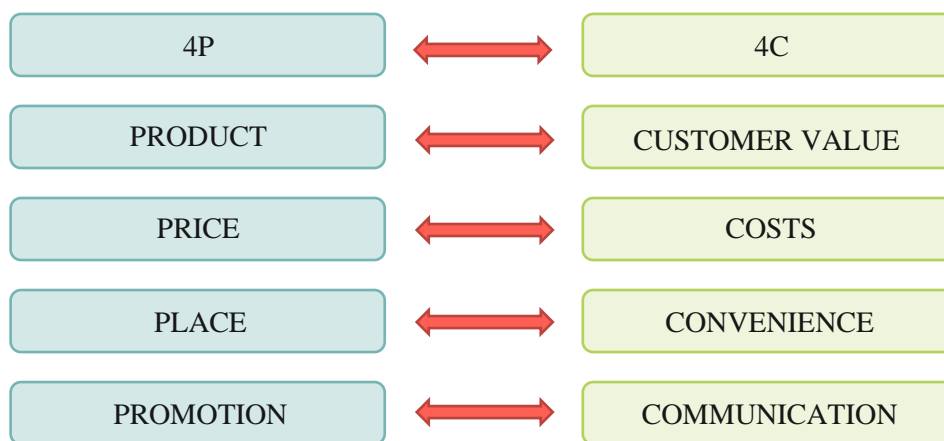 4P
4C
PRODUCT
CUSTOMER VALUE
PRICE
COSTS
PLACE
CONVENIENCE
PROMOTION
COMMUNICATION